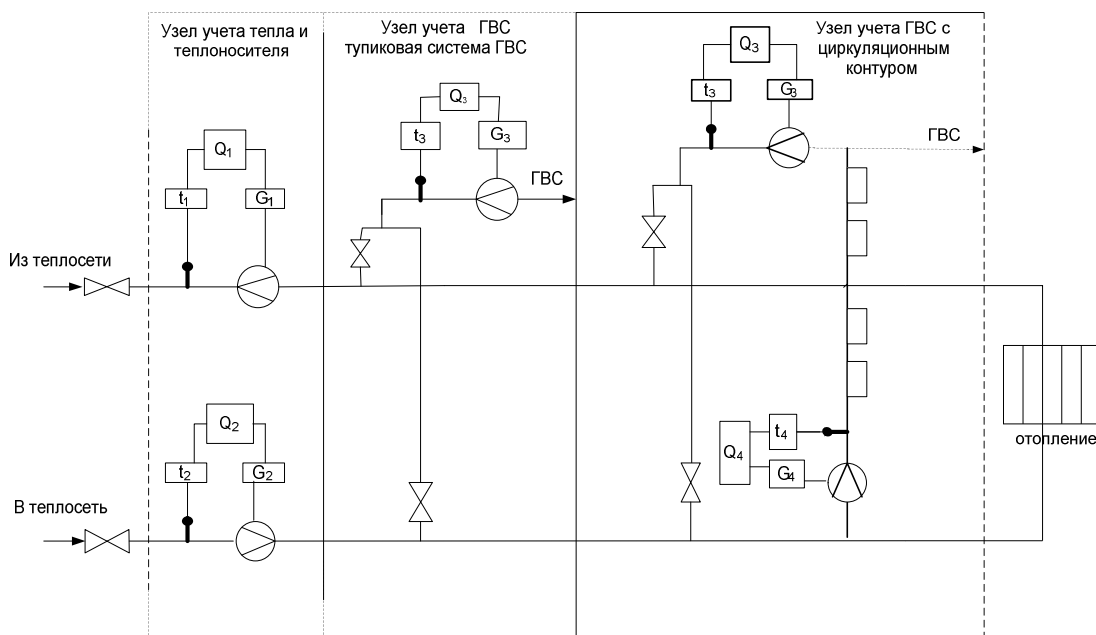 Узел учета тепла и
теплоносителя
Узел учета ГВС
тупиковая система ГВС
Узел учета ГВС с
циркуляционным
контуром
Q1
t1
G1
Q3
t3
G3
ГВС
Q3
t3
G3
ГВС
Из теплосети
Q2
t2
G2
В теплосеть
Q4
t4
G4
отопление